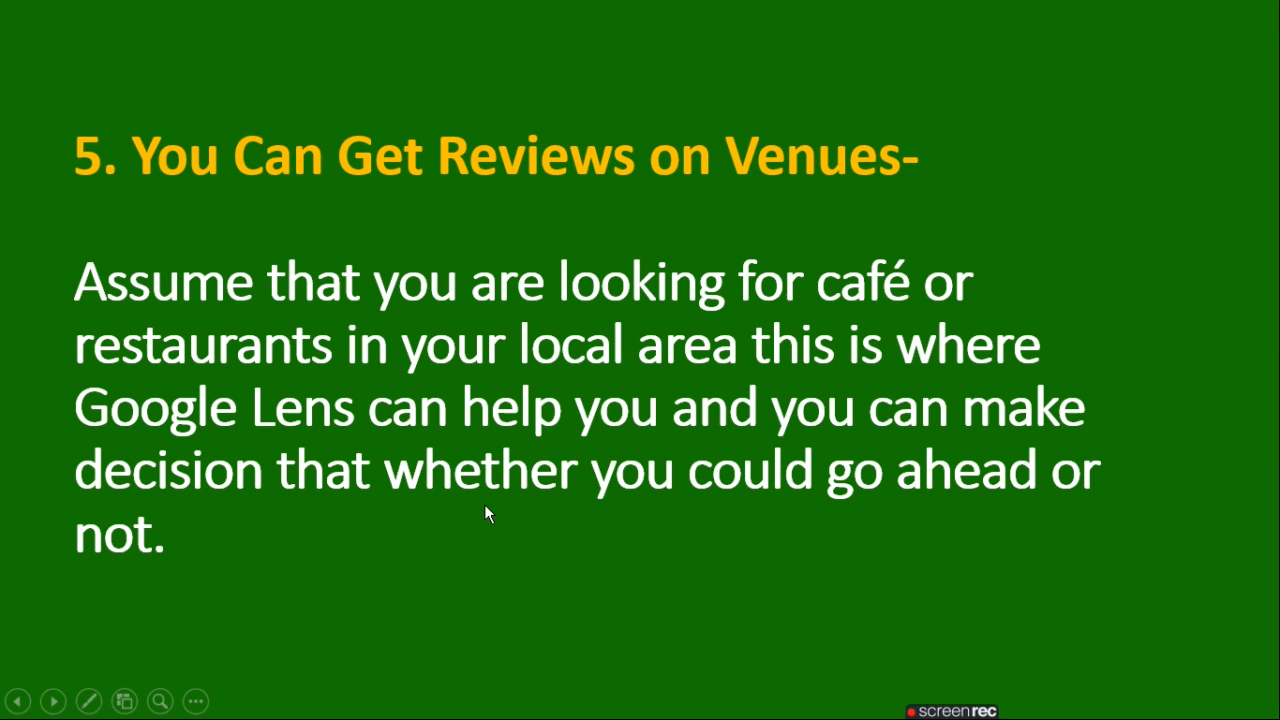 5. You Can Get Reviews on Venues-
Assume that you are looking for café or
restaurants in your local area this is where
Google Lens can help you and you can make
decision that whether you could go ahead or
not.
screenrec